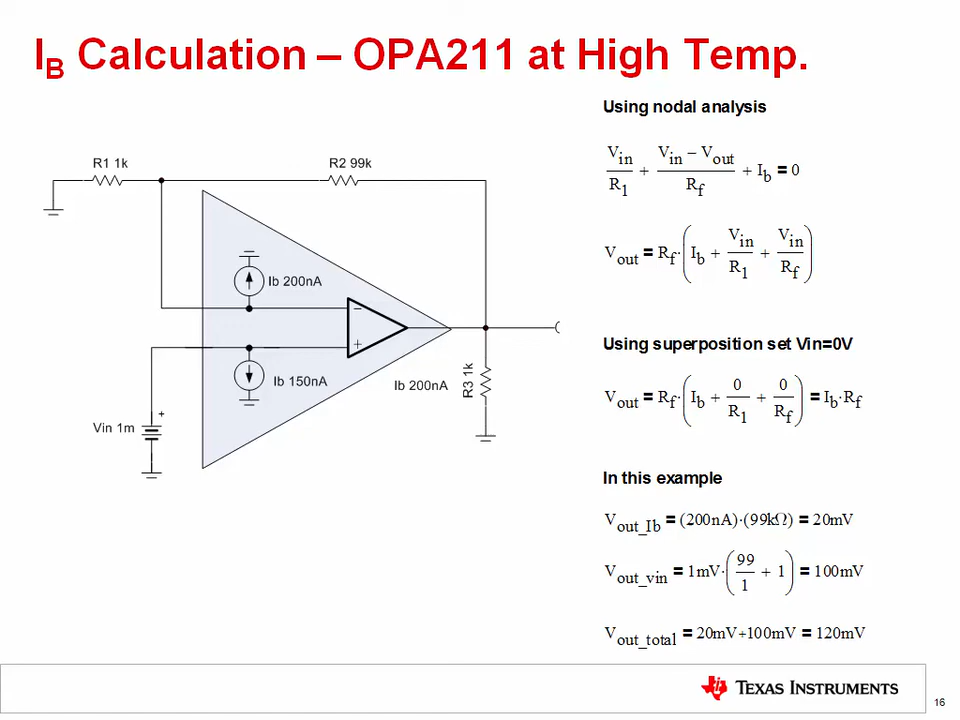 I_B Calculation – OPA211 at High Temp.
R1 1k
R2 99k
Ib 200nA
−
+
Ib 150nA
Ib 200nA
R3 1k
+
Vin 1m
Using nodal analysis
V_in/R_1 + (V_in − V_out)/R_f + I_b = 0
V_out = R_f·(I_b + V_in/R_1 + V_in/R_f)
Using superposition set Vin=0V
V_out = R_f·(I_b + 0/R_1 + 0/R_f) = I_b·R_f
In this example
V_out_Ib = (200nA)·(99kΩ) = 20mV
V_out_vin = 1mV·(99/1 + 1) = 100mV
V_out_total = 20mV+100mV = 120mV
TEXAS INSTRUMENTS
16